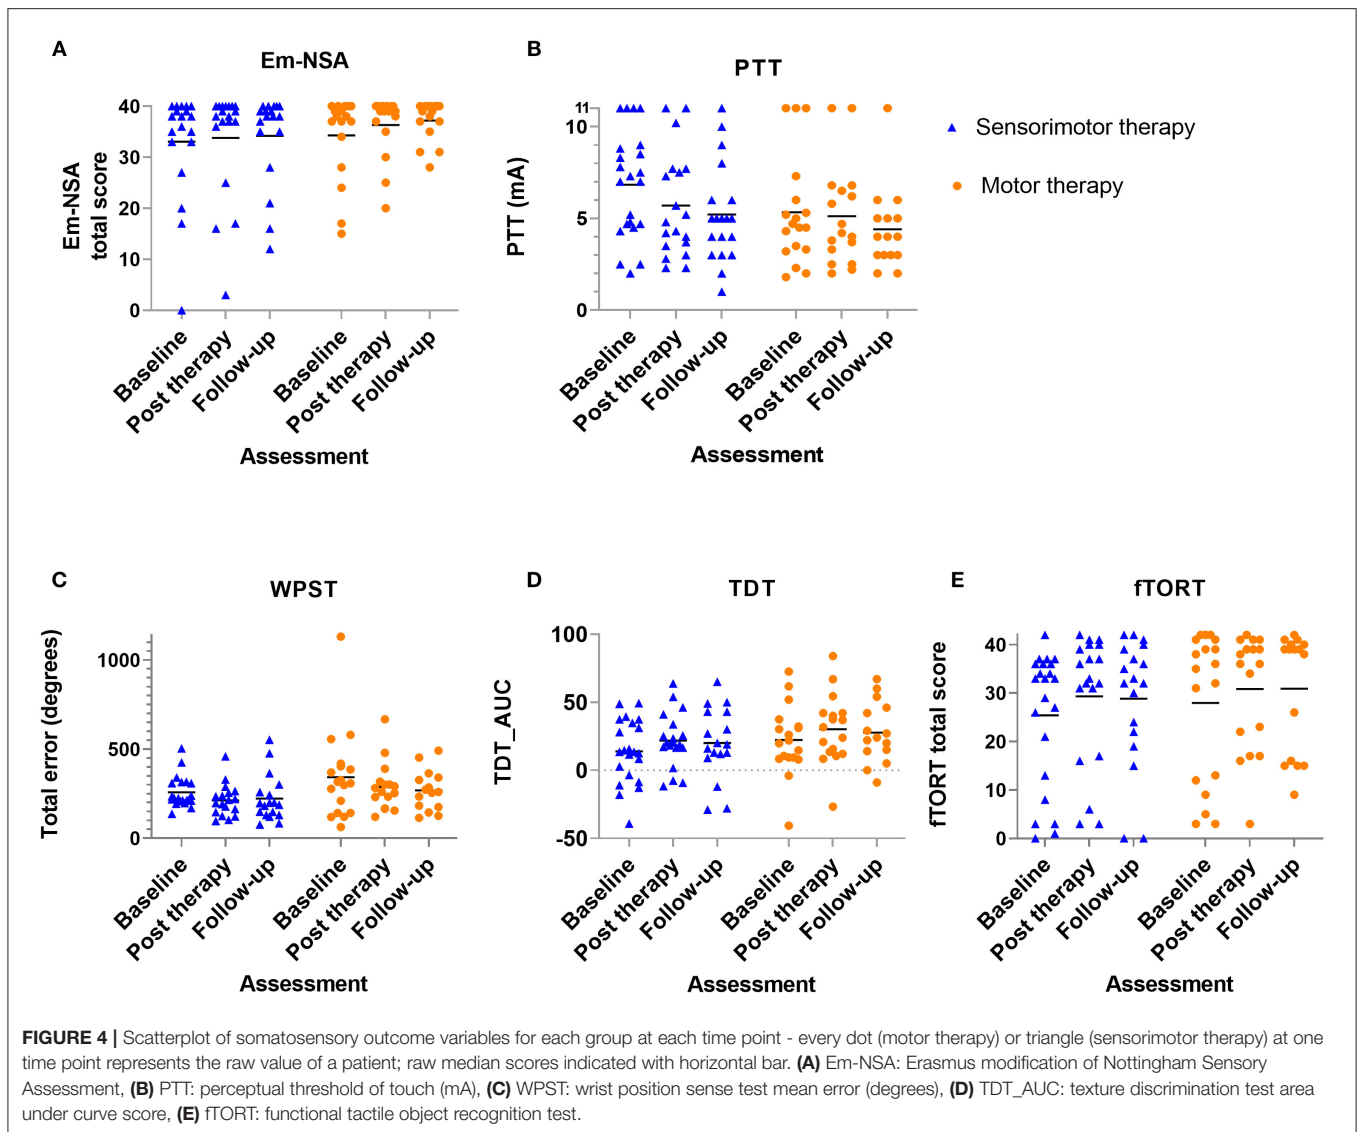 A
Em-NSA
Em-NSA
total score
40
30
20
10
0
Baseline
Post therapy
Follow-up
Baseline
Post therapy
Follow-up
Assessment
B
PTT
PTT (mA)
11
10
5
0
Baseline
Post therapy
Follow-up
Baseline
Post therapy
Follow-up
Assessment
Sensorimotor therapy
Motor therapy
C
WPST
Total error (degrees)
1000
500
0
Baseline
Post therapy
Follow-up
Baseline
Post therapy
Follow-up
Assessment
D
TDT
TDT_AUC
100
50
0
-50
Baseline
Post therapy
Follow-up
Baseline
Post therapy
Follow-up
Assessment
E
fTORT
fTORT total score
40
30
20
10
0
Baseline
Post therapy
Follow-up
Baseline
Post therapy
Follow-up
Assessment
FIGURE 4 | Scatterplot of somatosensory outcome variables for each group at each time point - every dot (motor therapy) or triangle (sensorimotor therapy) at one
time point represents the raw value of a patient; raw median scores indicated with horizontal bar. (A) Em-NSA: Erasmus modification of Nottingham Sensory
Assessment, (B) PTT: perceptual threshold of touch (mA), (C) WPST: wrist position sense test mean error (degrees), (D) TDT_AUC: texture discrimination test area
under curve score, (E) fTORT: functional tactile object recognition test.